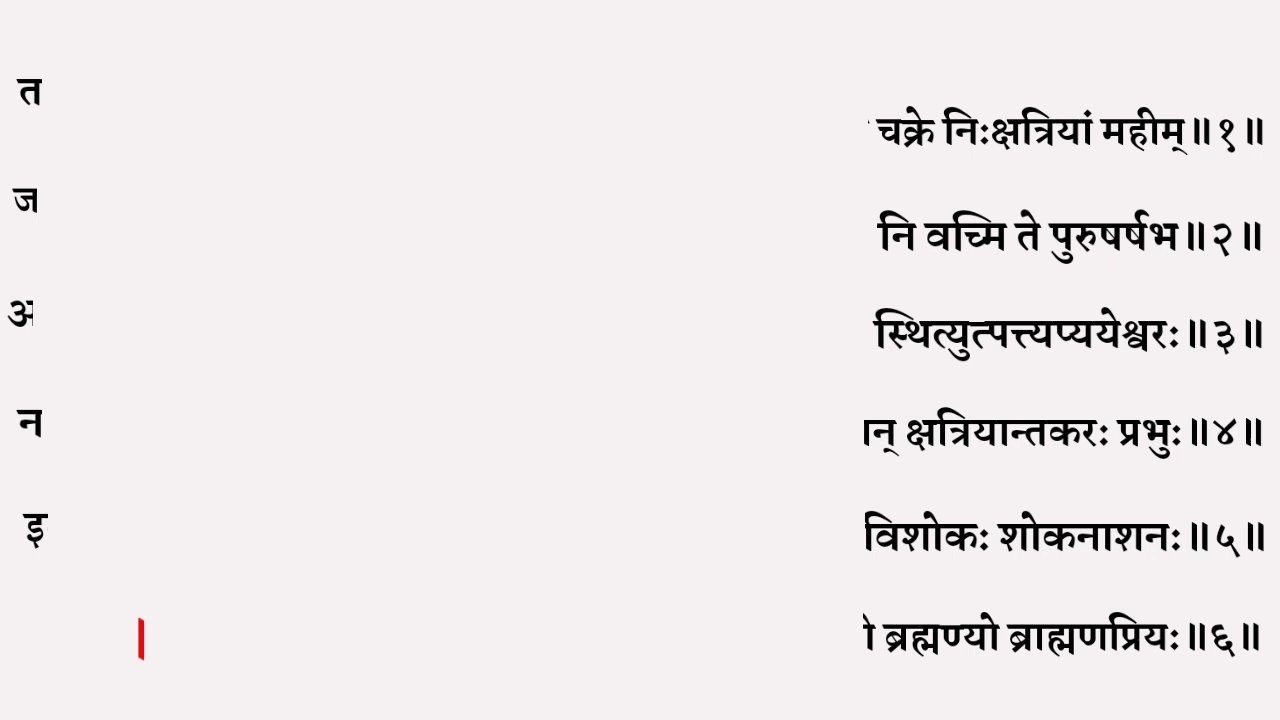 त
चक्रे निःक्षत्रियां महीम्॥१॥
ज
नि वच्मि ते पुरुषर्षभ॥२॥
अ
स्थित्युत्पत्त्यप्ययेश्वरः॥३॥
न
न् क्षत्रियान्तकरः प्रभुः॥४॥
इ
विशोकः शोकनाशनः॥५॥
ब्रह्मण्यो ब्राह्मणप्रियः॥६॥